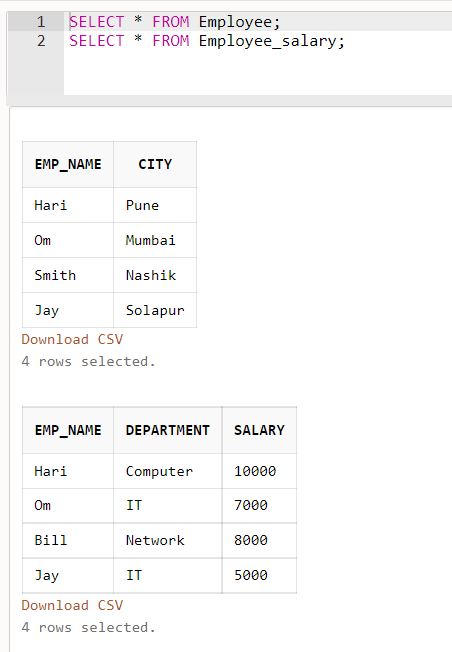 1 SELECT * FROM Employee;
2 SELECT * FROM Employee_salary;
EMP_NAME CITY
Hari Pune
Om Mumbai
Smith Nashik
Jay Solapur
Download CSV
4 rows selected.
EMP_NAME DEPARTMENT SALARY
Hari Computer 10000
Om IT 7000
Bill Network 8000
Jay IT 5000
Download CSV
4 rows selected.